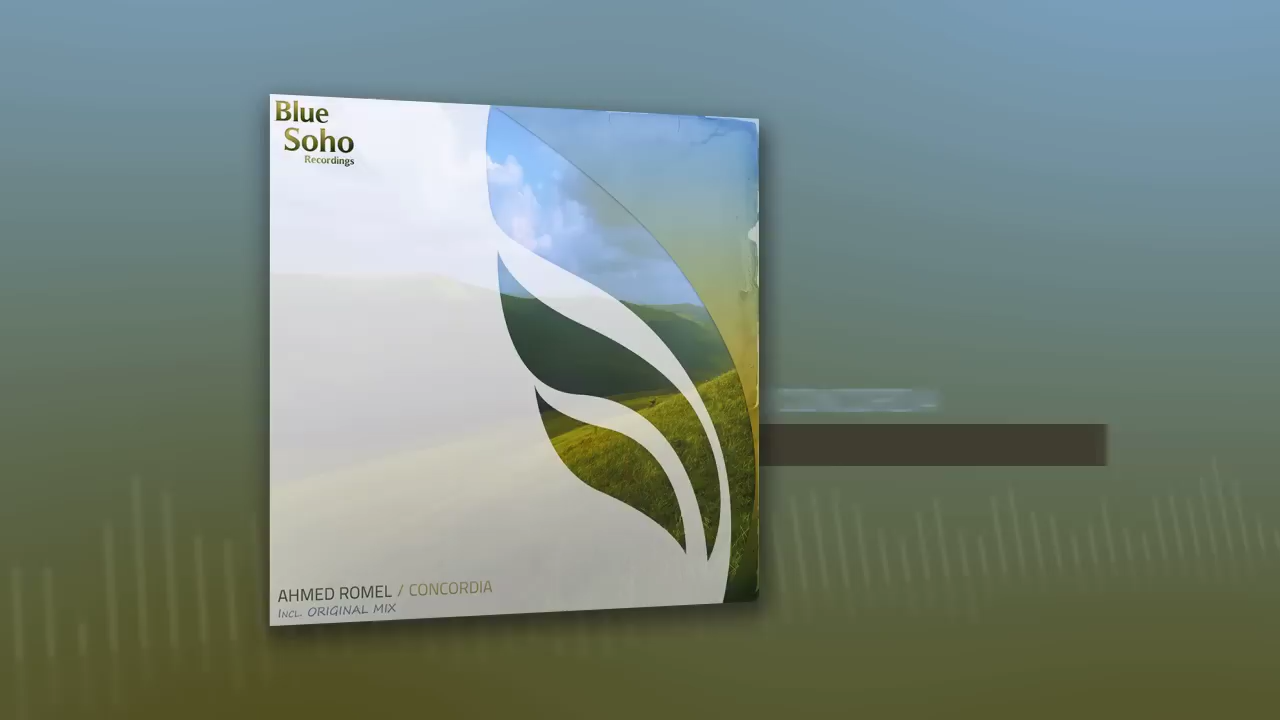 Blue
Soho
Recordings
AHMED ROMEL / CONCORDIA
INCL. ORIGINAL MIX